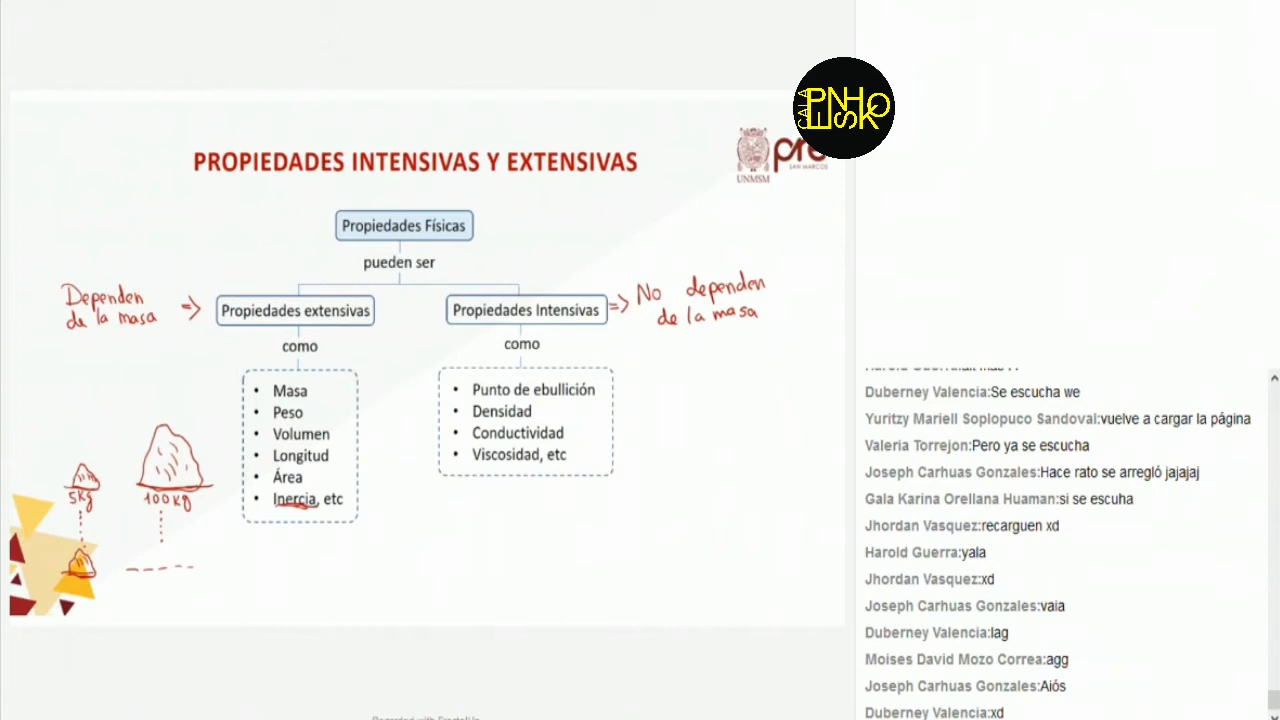 CALA
PENHSKO
PROPIEDADES INTENSIVAS Y EXTENSIVAS
UNMSM
pre
SAN MARCOS
Propiedades Físicas
pueden ser
Dependen
de la masa
Propiedades extensivas
Propiedades Intensivas
No dependen
de la masa
como
como
• Masa
• Peso
• Volumen
• Longitud
• Área
• Inercia, etc
• Punto de ebullición
• Densidad
• Conductividad
• Viscosidad, etc
5Kg
100Kg
Duberney Valencia:Se escucha we
Yuritzy Mariell Soplopuco Sandoval:vuelve a cargar la página
Valeria Torrejon:Pero ya se escucha
Joseph Carhuas Gonzales:Hace rato se arregló jajajaj
Gala Karina Orellana Huaman:si se escuha
Jhordan Vasquez:recarguen xd
Harold Guerra:yala
Jhordan Vasquez:xd
Joseph Carhuas Gonzales:vaia
Duberney Valencia:lag
Moises David Mozo Correa:agg
Joseph Carhuas Gonzales:Aiós
Duberney Valencia:xd